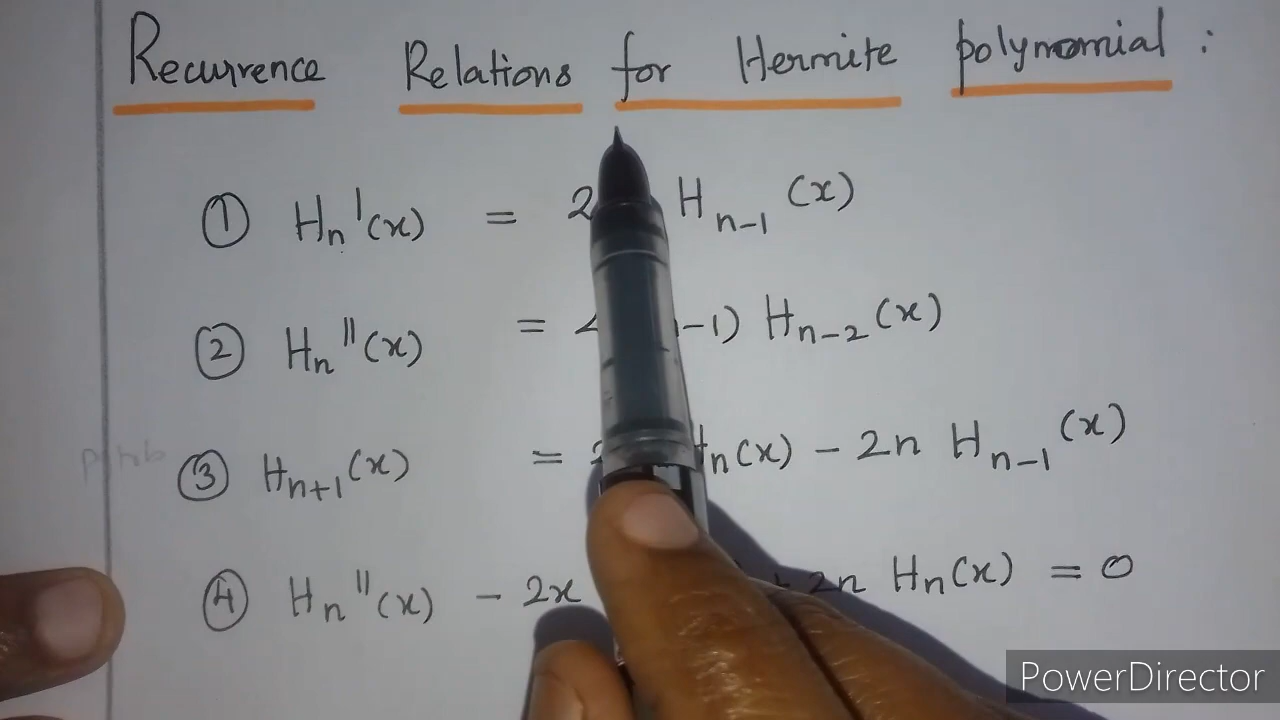 Recurrence Relations for Hermite polynomial :
① Hn'(x) = 2 Hn-1 (x)
② Hn''(x) = -1) Hn-2 (x)
③ Hn+1 (x) = Hn(x) - 2n Hn-1 (x)
④ Hn''(x) - 2x + 2n Hn(x) = 0
PowerDirector